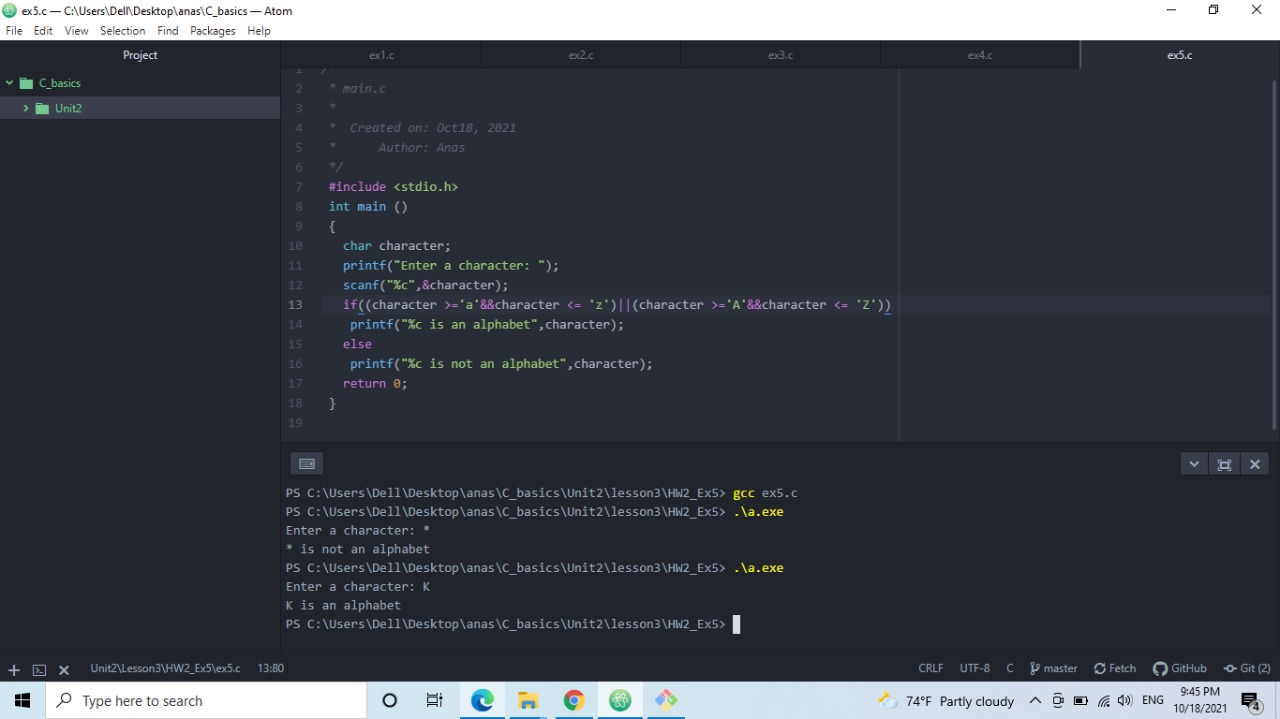 ex5.c — C:\Users\Dell\Desktop\anas\C_basics — Atom
File Edit View Selection Find Packages Help
Project
ex1.c ex2.c ex3.c ex4.c ex5.c
C_basics
Unit2
1 /*
2 * main.c
3 *
4 * Created on: Oct18, 2021
5 * Author: Anas
6 */
7 #include <stdio.h>
8 int main ()
9 {
10 char character;
11 printf("Enter a character: ");
12 scanf("%c",&character);
13 if((character >='a'&&character <= 'z')||(character >='A'&&character <= 'Z'))
14 printf("%c is an alphabet",character);
15 else
16 printf("%c is not an alphabet",character);
17 return 0;
18 }
19
PS C:\Users\Dell\Desktop\anas\C_basics\Unit2\lesson3\HW2_Ex5> gcc ex5.c
PS C:\Users\Dell\Desktop\anas\C_basics\Unit2\lesson3\HW2_Ex5> .\a.exe
Enter a character: *
* is not an alphabet
PS C:\Users\Dell\Desktop\anas\C_basics\Unit2\lesson3\HW2_Ex5> .\a.exe
Enter a character: K
K is an alphabet
PS C:\Users\Dell\Desktop\anas\C_basics\Unit2\lesson3\HW2_Ex5>
Unit2\Lesson3\HW2_Ex5\ex5.c 13:80 CRLF UTF-8 C master Fetch GitHub Git (2)
Type here to search 74°F Partly cloudy ENG 9:45 PM
10/18/2021 4